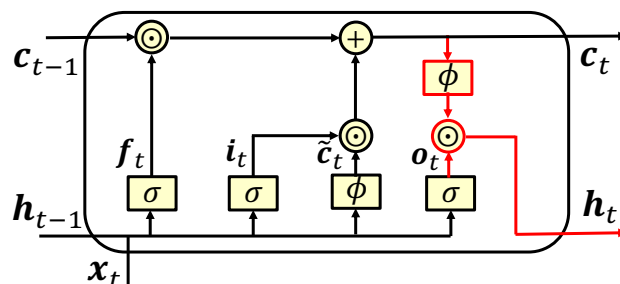 ⊙ + c_{t-1} c_t
ϕ
f_t i_t ⊙ c̃_t o_t ⊙
σ σ ϕ σ
h_{t-1} h_t
x_t